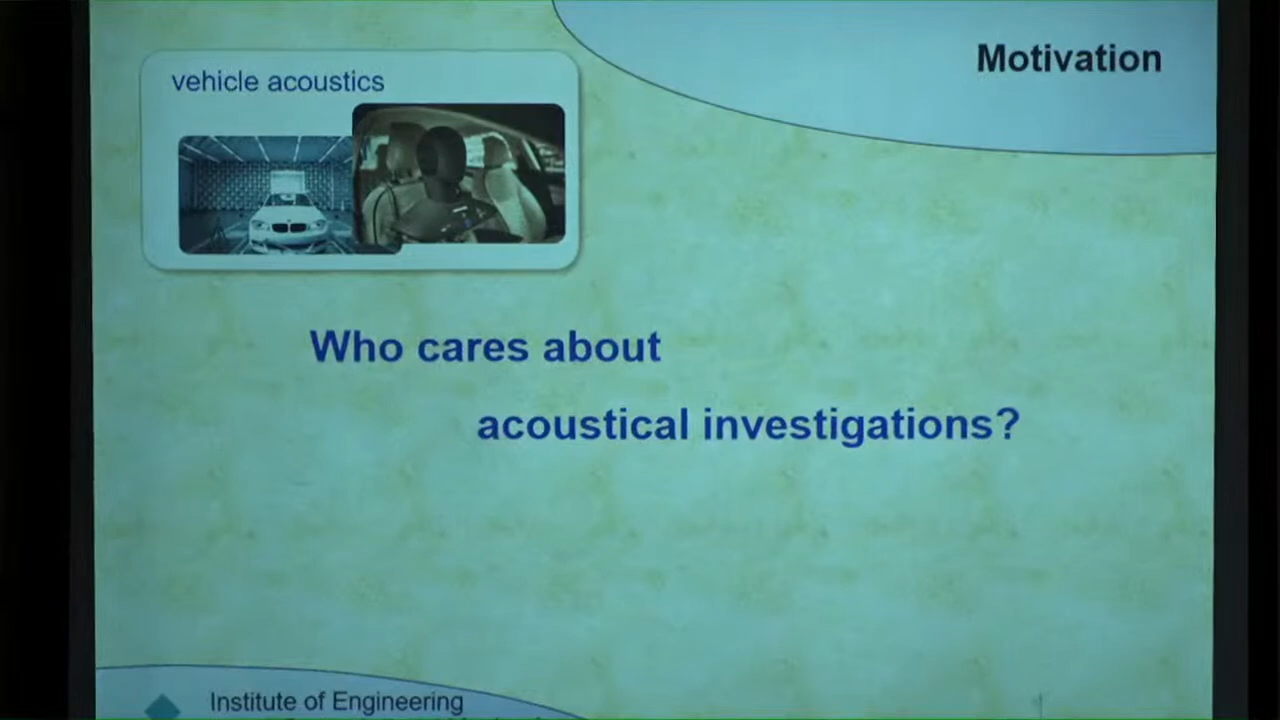 Motivation
vehicle acoustics
Who cares about
acoustical investigations?
Institute of Engineering